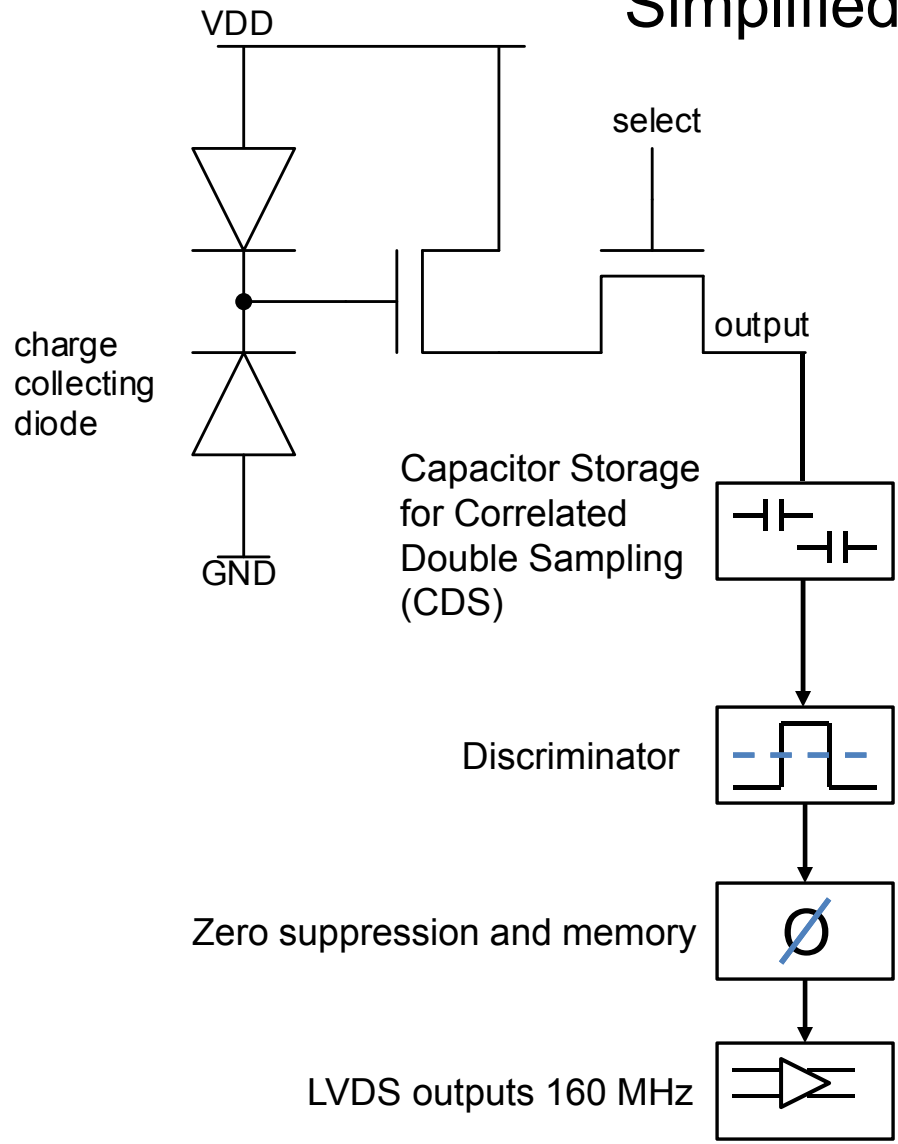 Simplified
VDD
select
output
charge
collecting
diode
Capacitor Storage
for Correlated
Double Sampling
(CDS)
GND
Discriminator
Zero suppression and memory
Ø
LVDS outputs 160 MHz